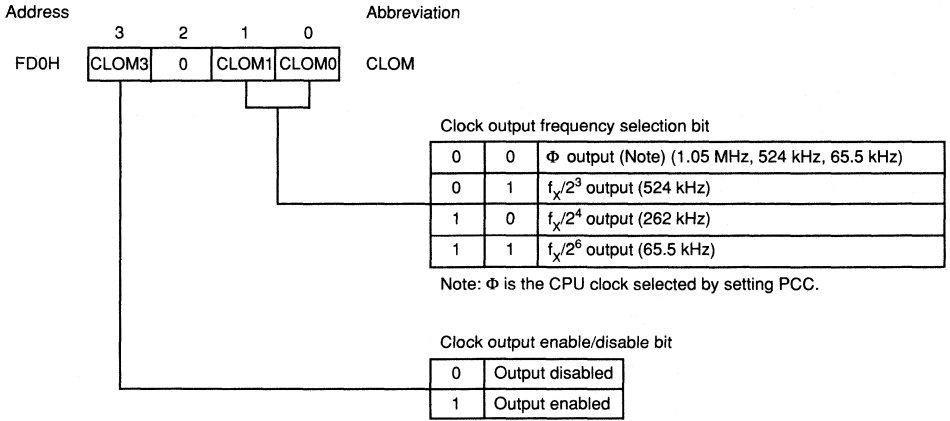 Address Abbreviation
3 2 1 0
FD0H CLOM3 0 CLOM1 CLOM0 CLOM
Clock output frequency selection bit
0 0 Φ output (Note) (1.05 MHz, 524 kHz, 65.5 kHz)
0 1 fX/2³ output (524 kHz)
1 0 fX/2⁴ output (262 kHz)
1 1 fX/2⁶ output (65.5 kHz)
Note: Φ is the CPU clock selected by setting PCC.
Clock output enable/disable bit
0 Output disabled
1 Output enabled